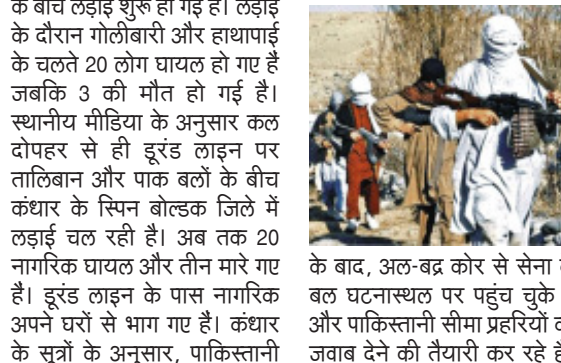 के बीच लड़ाई शुरू हो गई है। लड़ाई
के दौरान गोलीबारी और हाथापाई
के चलते 20 लोग घायल हो गए हैं
जबकि 3 की मौत हो गई है।
स्थानीय मीडिया के अनुसार कल
दोपहर से ही डूरंड लाइन पर
तालिबान और पाक बलों के बीच
कंधार के स्पिन बोल्डक जिले में
लड़ाई चल रही है। अब तक 20
नागरिक घायल और तीन मारे गए
हैं। डूरंड लाइन के पास नागरिक
अपने घरों से भाग गए हैं। कंधार
के सूत्रों के अनुसार, पाकिस्तानी
के बाद, अल-बद्र कोर से सेना
बल घटनास्थल पर पहुंच चुके
और पाकिस्तानी सीमा प्रहरियों
जवाब देने की तैयारी कर रहे